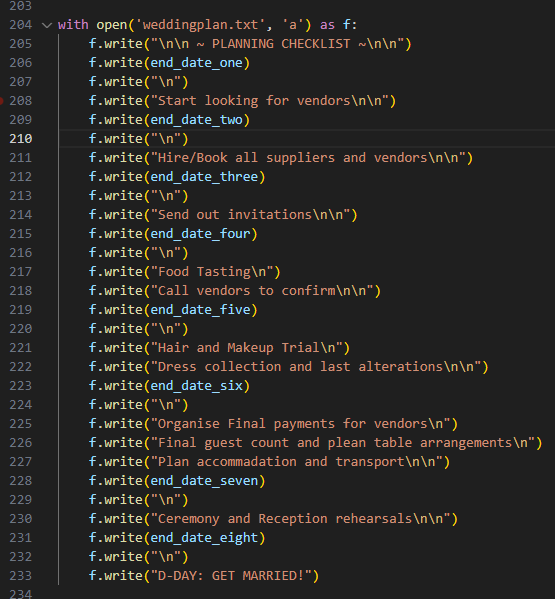 203
204 with open('weddingplan.txt', 'a') as f:
205 f.write("\n\n ~ PLANNING CHECKLIST ~\n\n")
206 f.write(end_date_one)
207 f.write("\n")
208 f.write("Start looking for vendors\n\n")
209 f.write(end_date_two)
210 f.write("\n")
211 f.write("Hire/Book all suppliers and vendors\n\n")
212 f.write(end_date_three)
213 f.write("\n")
214 f.write("Send out invitations\n\n")
215 f.write(end_date_four)
216 f.write("\n")
217 f.write("Food Tasting\n")
218 f.write("Call vendors to confirm\n\n")
219 f.write(end_date_five)
220 f.write("\n")
221 f.write("Hair and Makeup Trial\n")
222 f.write("Dress collection and last alterations\n\n")
223 f.write(end_date_six)
224 f.write("\n")
225 f.write("Organise Final payments for vendors\n")
226 f.write("Final guest count and plean table arrangements\n")
227 f.write("Plan accommadation and transport\n\n")
228 f.write(end_date_seven)
229 f.write("\n")
230 f.write("Ceremony and Reception rehearsals\n\n")
231 f.write(end_date_eight)
232 f.write("\n")
233 f.write("D-DAY: GET MARRIED!")
234